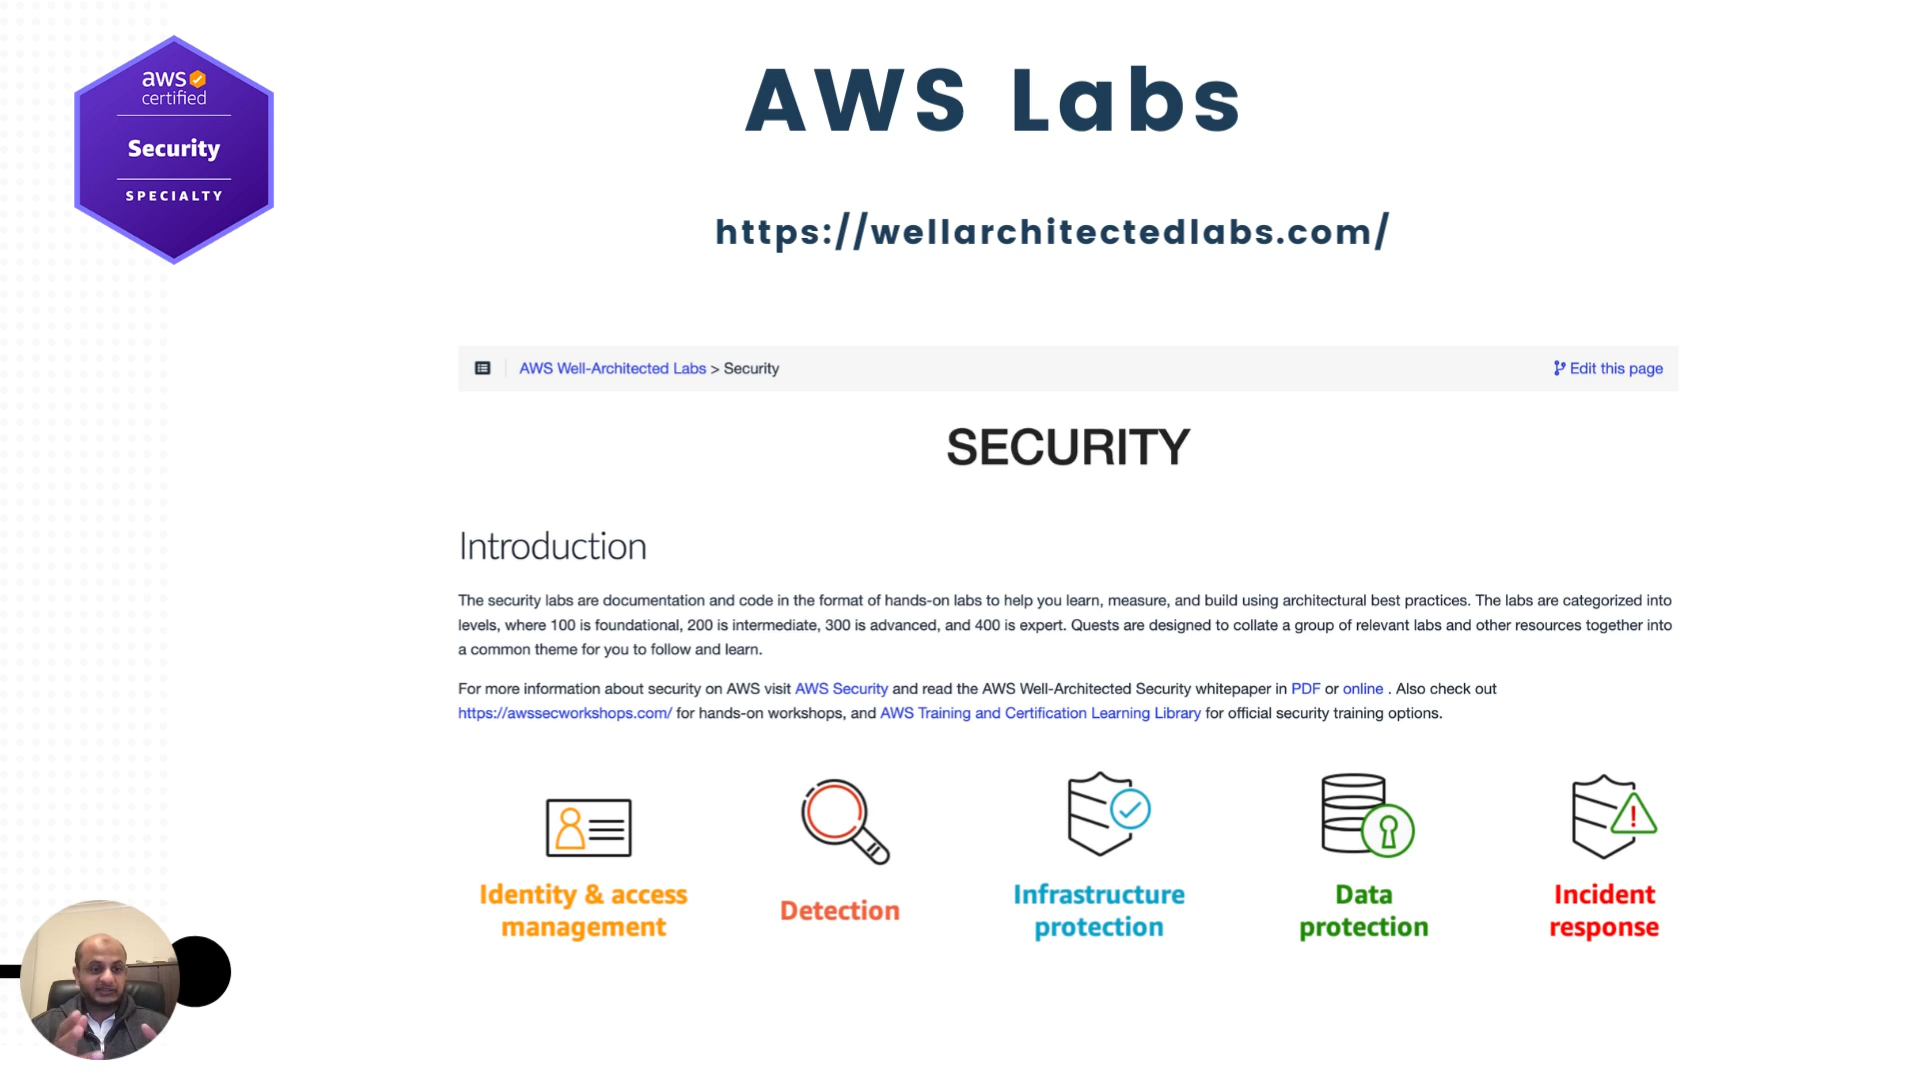 aws
certified
Security
SPECIALTY
AWS Labs
https://wellarchitectedlabs.com/
AWS Well-Architected Labs > Security
Edit this page
SECURITY
Introduction
The security labs are documentation and code in the format of hands-on labs to help you learn, measure, and build using architectural best practices. The labs are categorized into
levels, where 100 is foundational, 200 is intermediate, 300 is advanced, and 400 is expert. Quests are designed to collate a group of relevant labs and other resources together into
a common theme for you to follow and learn.
For more information about security on AWS visit AWS Security and read the AWS Well-Architected Security whitepaper in PDF or online . Also check out
https://awssecworkshops.com/ for hands-on workshops, and AWS Training and Certification Learning Library for official security training options.
Identity & access
management
Detection
Infrastructure
protection
Data
protection
Incident
response